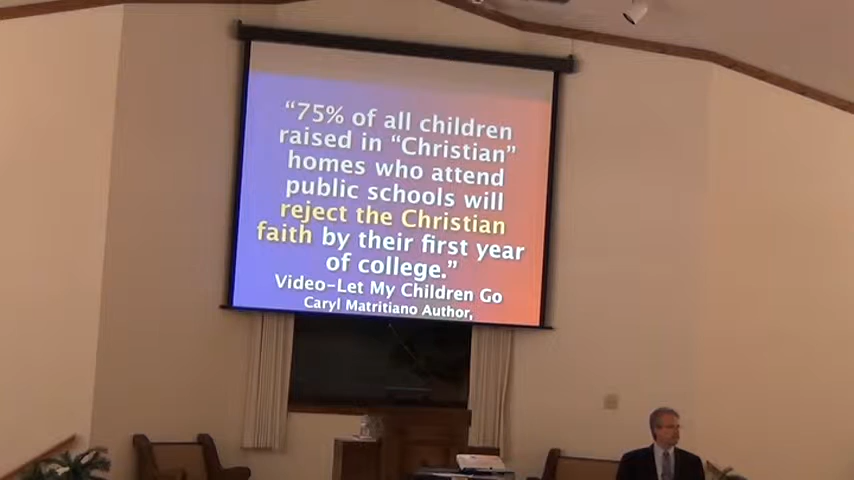 “75% of all children
raised in “Christian”
homes who attend
public schools will
reject the Christian
faith by their first year
of college.”
Video-Let My Children Go
Caryl Matritiano Author,